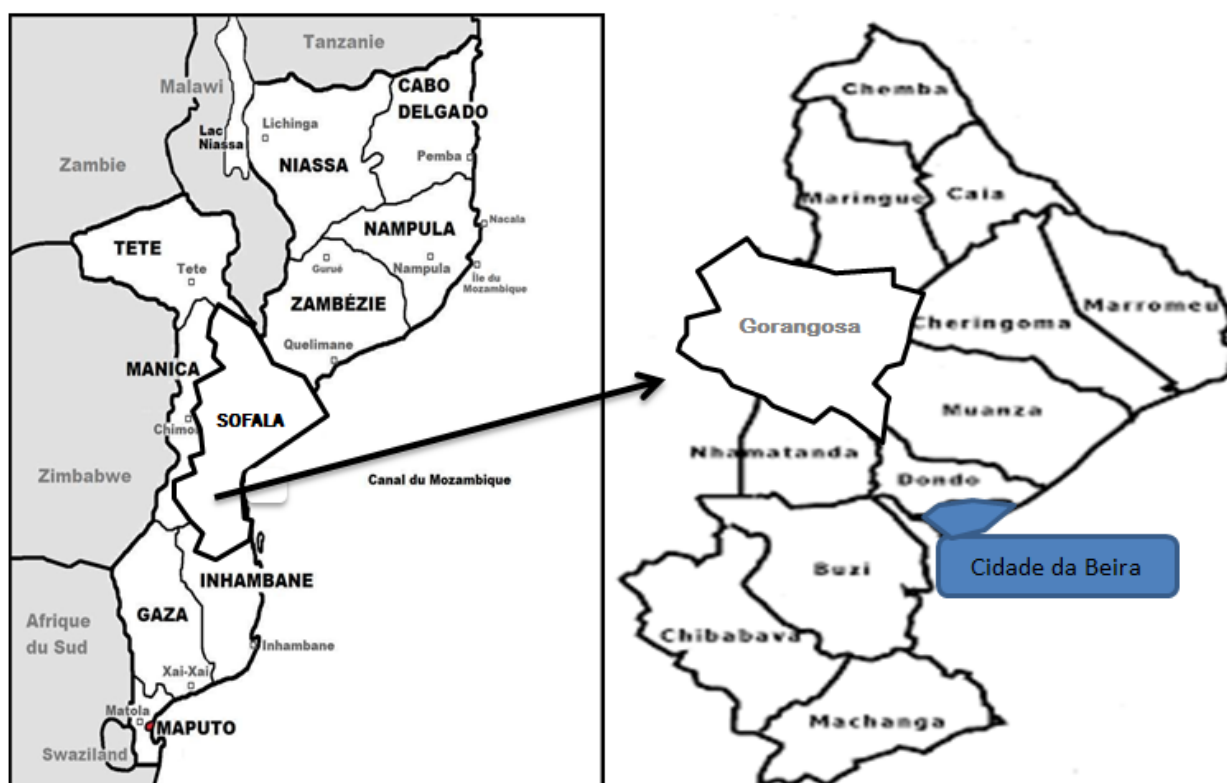 Tanzanie
Malawi
CABO
DELGADO
Lichinga
Lac
Niassa
Pemba
Zambie
NIASSA
NAMPULA
Nacala
TETE
Tete
Gurué
Nampula
Île du
Mozambique
ZAMBÉZIE
Quelimane
MANICA
SOFALA
Chimoi
Zimbabwe
Canal du Mozambique
INHAMBANE
GAZA
Afrique
du Sud
Inhambane
Xai-Xai
Matola
MAPUTO
Swaziland
Chemba
Maringue
Caia
Marromeu
Gorangosa
Cheringoma
Muanza
Nhamatanda
Dondo
Cidade da Beira
Buzi
Chibabava
Machanga